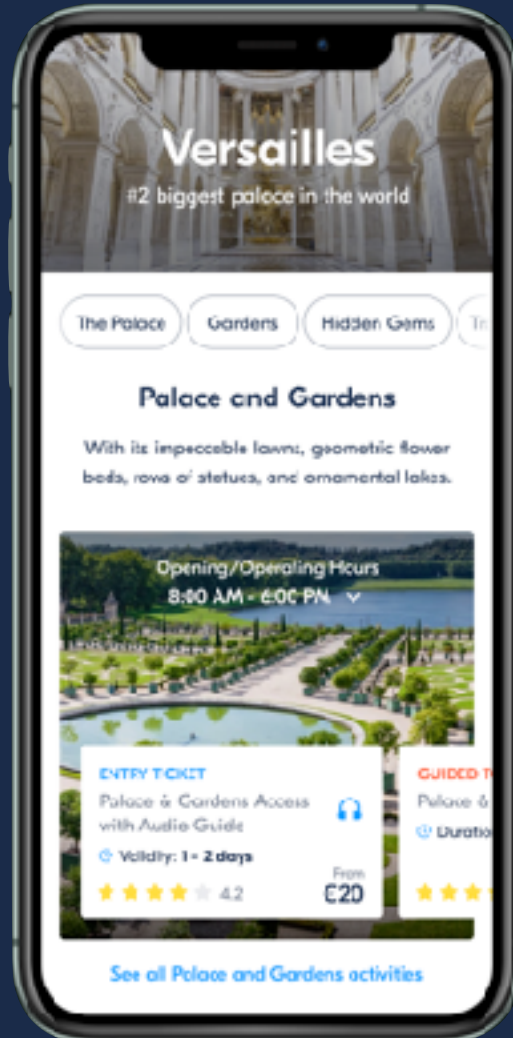 Versailles
#2 biggest palace in the world
The Palace
Gardens
Hidden Gems
Palace and Gardens
With its impeccable lawns, geometric flower
beds, rows of statues, and ornamental lakes.
Opening/Operating Hours
8:00 AM - 6:00 PM
ENTRY TICKET
Palace & Gardens Access
with Audio Guide
Validity: 1 - 2 days
4.2
From
€20
GUIDED
Palace &
See all Palace and Gardens activities